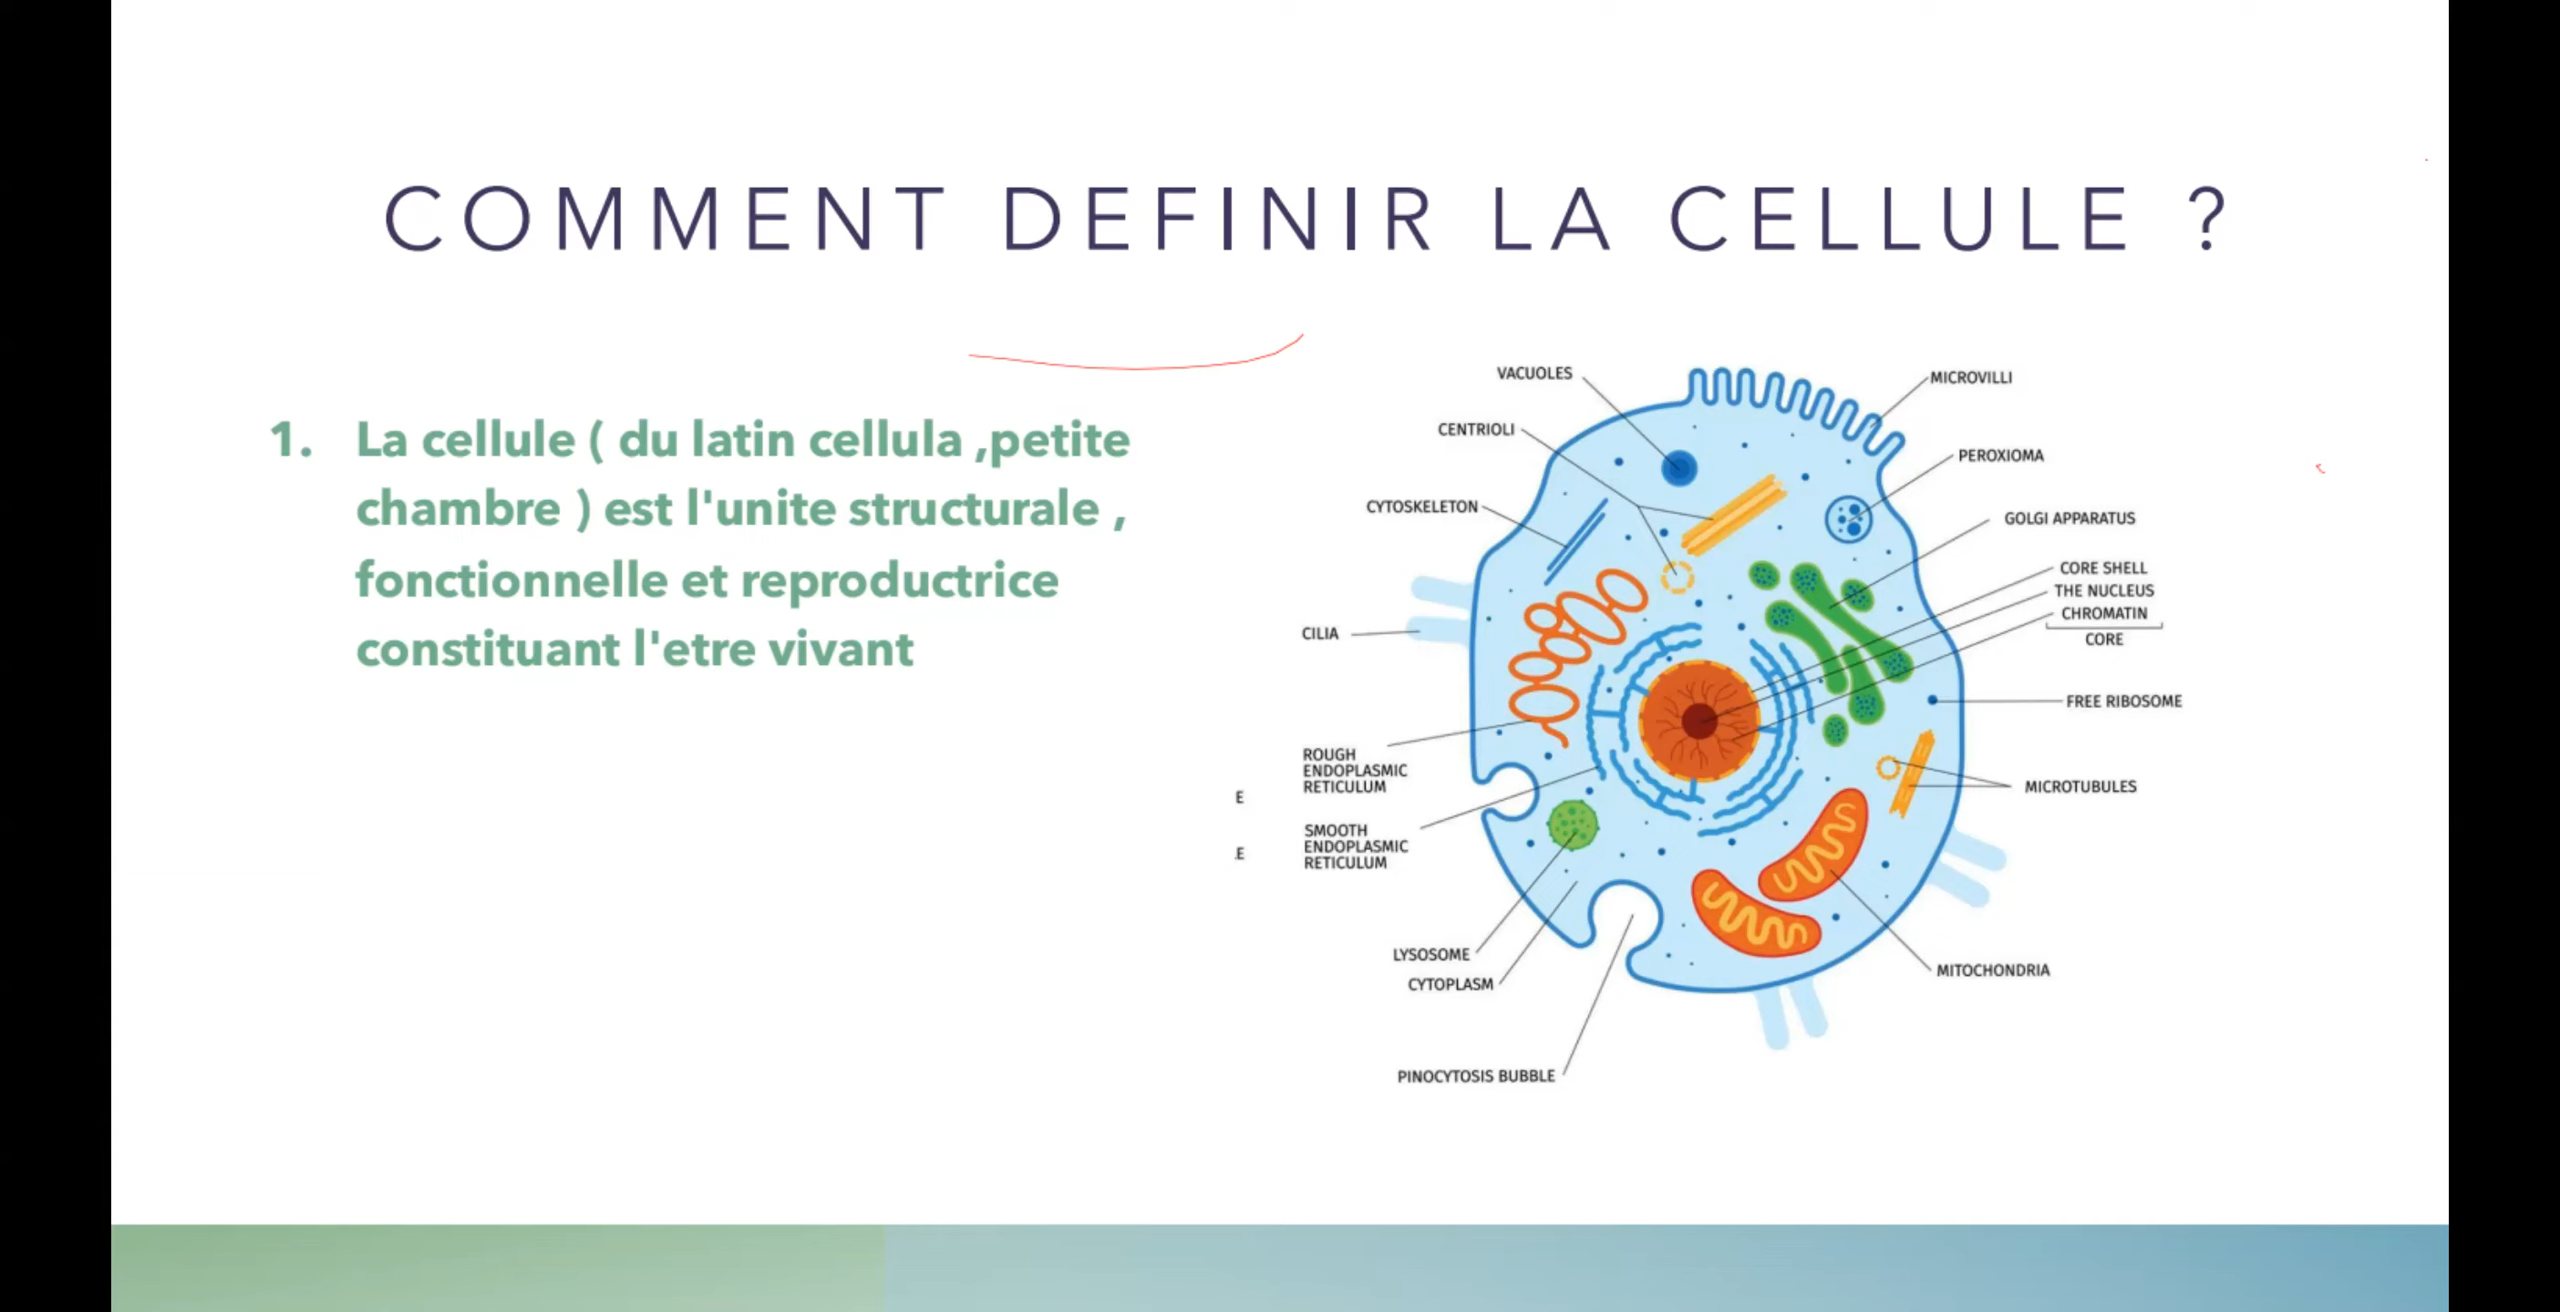 COMMENT DEFINIR LA CELLULE ?
1. La cellule ( du latin cellula ,petite
chambre ) est l'unite structurale ,
fonctionnelle et reproductrice
constituant l'etre vivant
VACUOLES
CENTRIOLI
CYTOSKELETON
CILIA
ROUGH
ENDOPLASMIC
RETICULUM
E
SMOOTH
ENDOPLASMIC
RETICULUM
E
LYSOSOME
CYTOPLASM
PINOCYTOSIS BUBBLE
MICROVILLI
PEROXIOMA
GOLGI APPARATUS
CORE SHELL
THE NUCLEUS
CHROMATIN
CORE
FREE RIBOSOME
MICROTUBULES
MITOCHONDRIA